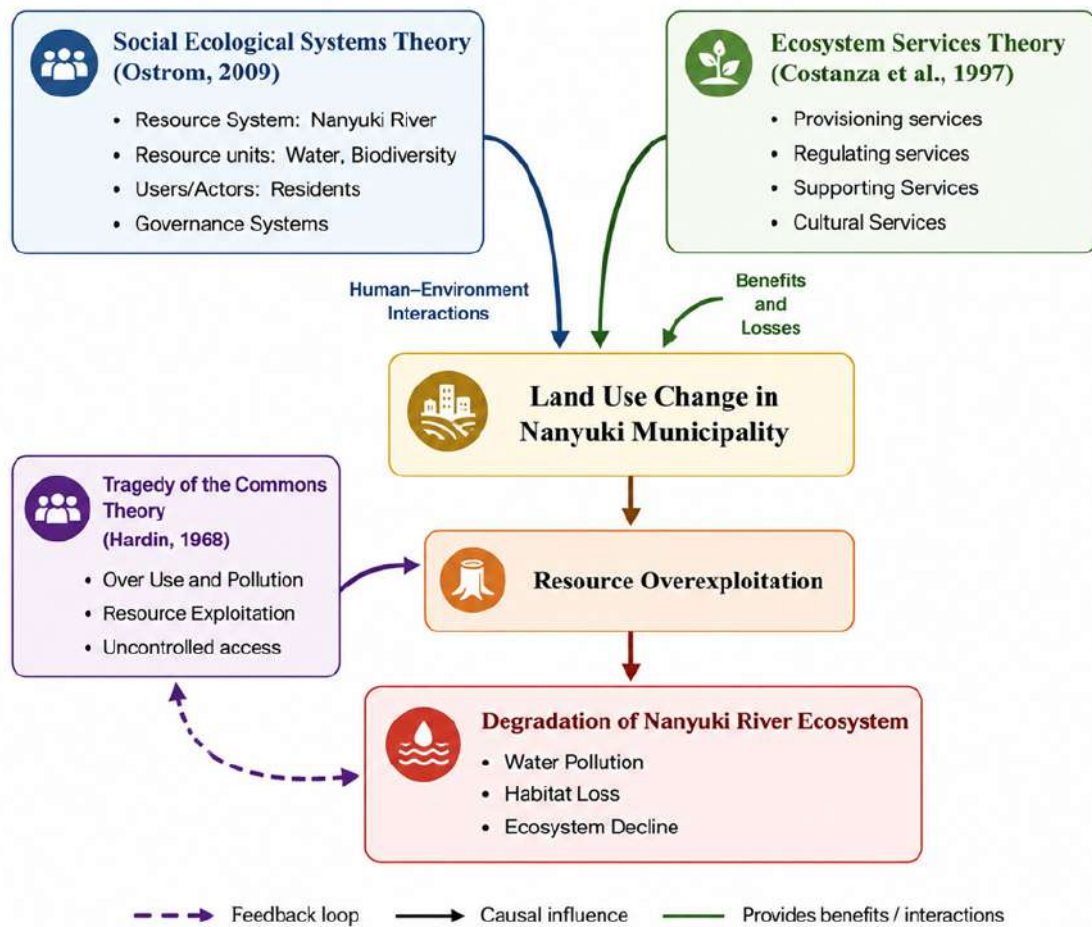 Social Ecological Systems Theory
(Ostrom, 2009)
• Resource System: Nanyuki River
• Resource units: Water, Biodiversity
• Users/Actors: Residents
• Governance Systems
Ecosystem Services Theory
(Costanza et al., 1997)
• Provisioning services
• Regulating services
• Supporting Services
• Cultural Services
Human–Environment
Interactions
Benefits
and
Losses
Land Use Change in
Nanyuki Municipality
Tragedy of the Commons
Theory
(Hardin, 1968)
• Over Use and Pollution
• Resource Exploitation
• Uncontrolled access
Resource Overexploitation
Degradation of Nanyuki River Ecosystem
• Water Pollution
• Habitat Loss
• Ecosystem Decline
Feedback loop
Causal influence
Provides benefits / interactions